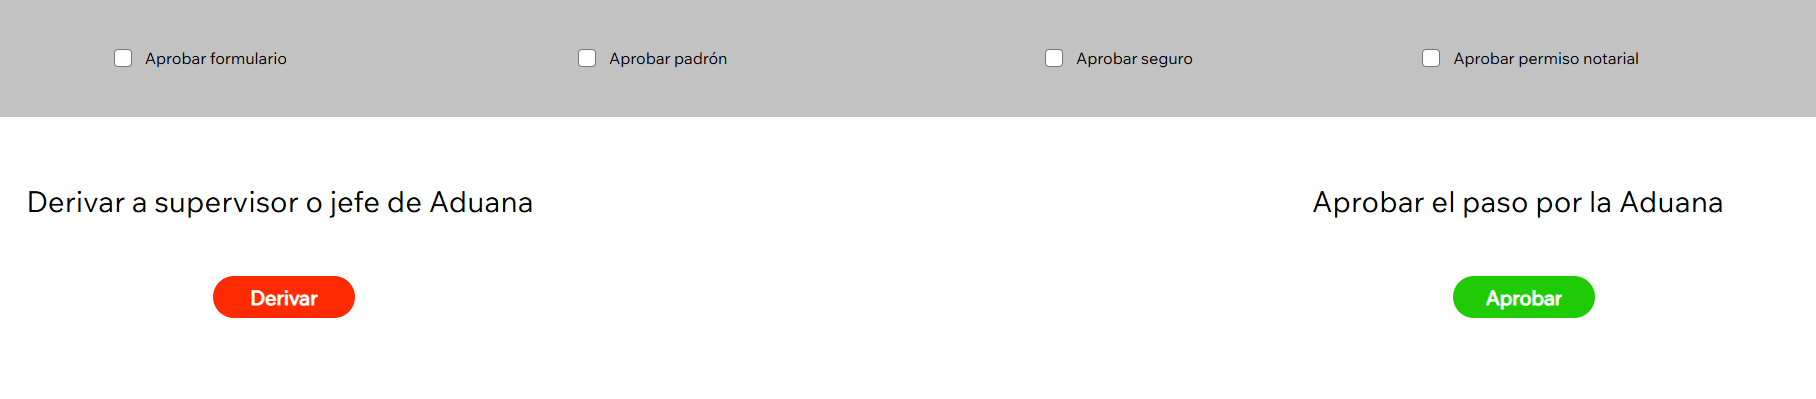 Aprobar formulario
Aprobar padrón
Aprobar seguro
Aprobar permiso notarial
Derivar a supervisor o jefe de Aduana
Aprobar el paso por la Aduana
Derivar
Aprobar